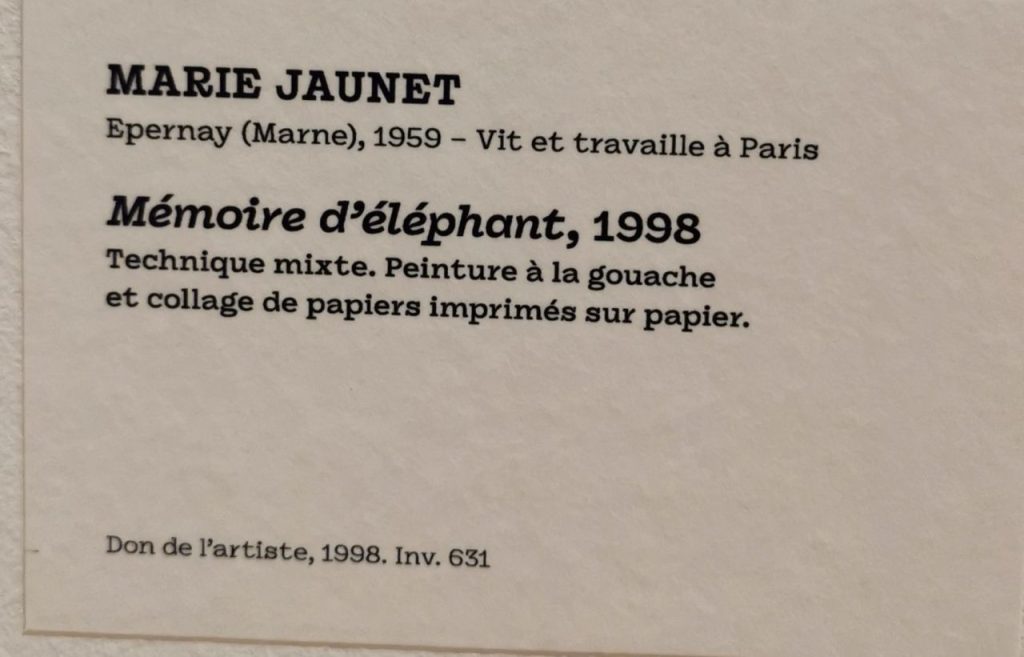 MARIE JAUNET
Epernay (Marne), 1959 – Vit et travaille à Paris
Mémoire d’éléphant, 1998
Technique mixte. Peinture à la gouache
et collage de papiers imprimés sur papier.
Don de l’artiste, 1998. Inv. 631